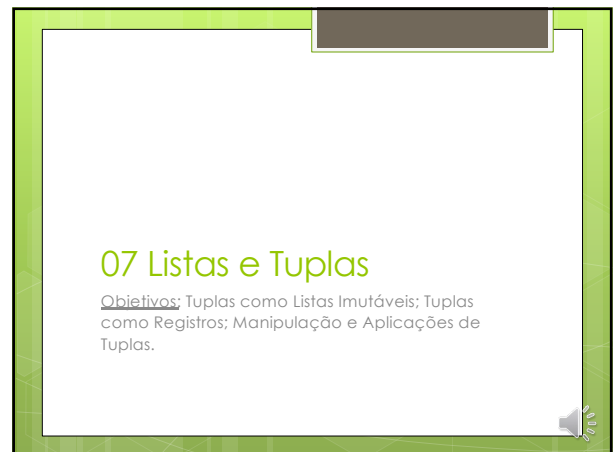 07 Listas e Tuplas
Objetivos: Tuplas como Listas Imutáveis; Tuplas
como Registros; Manipulação e Aplicações de
Tuplas.